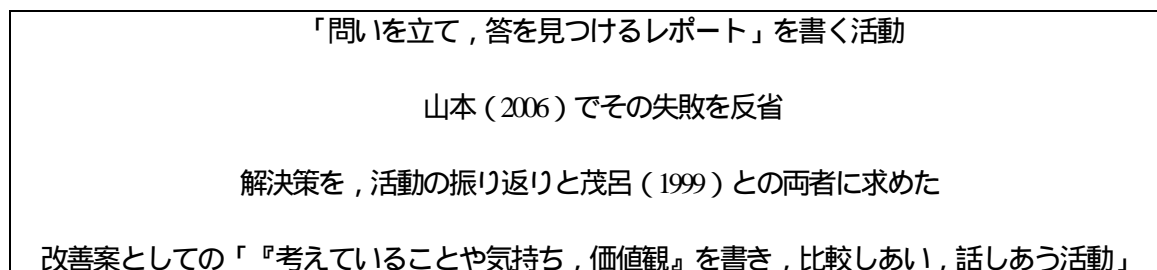 「問いを立て，答を見つけるレポート」を書く活動
山本（2006）でその失敗を反省
解決策を，活動の振り返りと茂呂（1999）との両者に求めた
改善案としての「『考えていることや気持ち，価値観』を書き，比較しあい，話しあう活動」